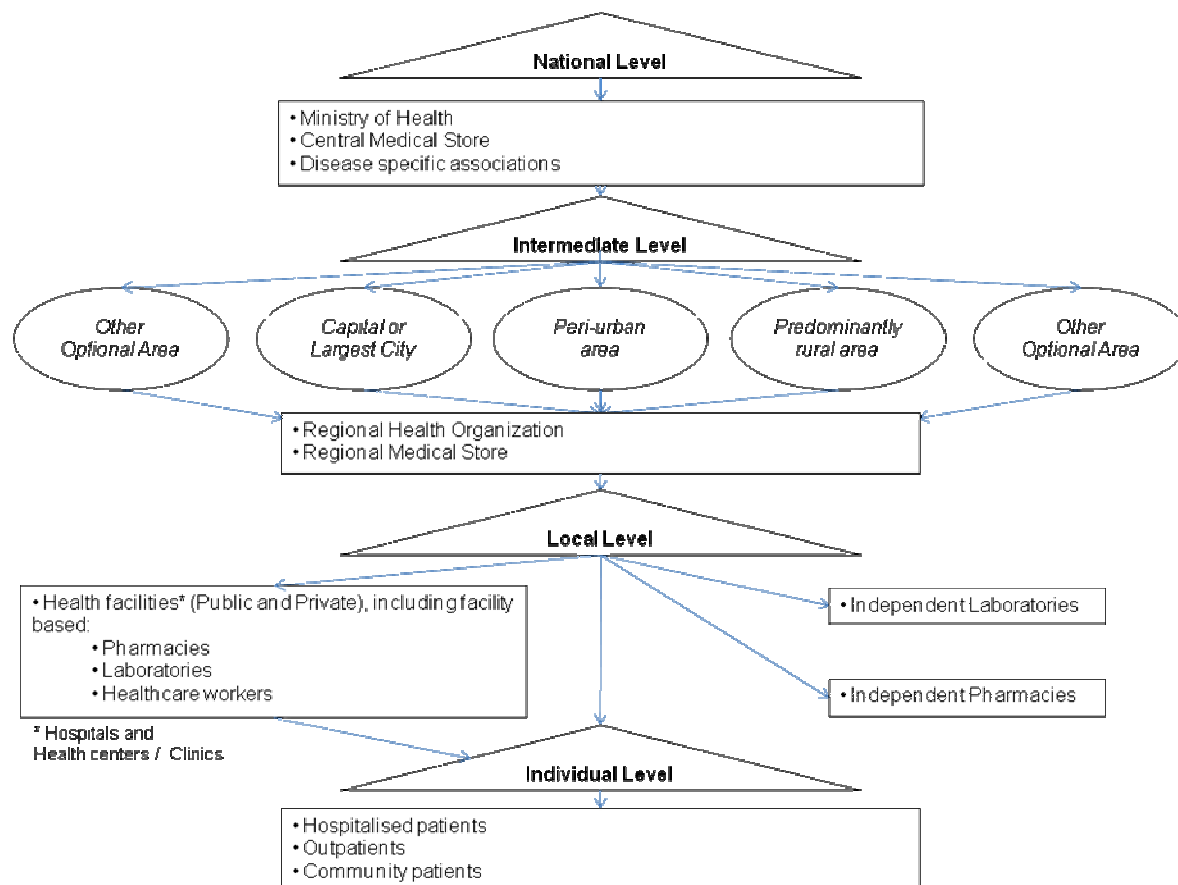 National Level
• Ministry of Health
• Central Medical Store
• Disease specific associations
Intermediate Level
Other
Optional Area
Capital or
Largest City
Pari-urban
area
Predominantly
rural area
Other
Optional Area
• Regional Health Organization
• Regional Medical Store
Local Level
• Health facilities* (Public and Private), including facility
based:
• Pharmacies
• Laboratories
• Healthcare workers
* Hospitals and
Health centers / Clinics
• Independent Laboratories
• Independent Pharmacies
Individual Level
• Hospitalised patients
• Outpatients
• Community patients